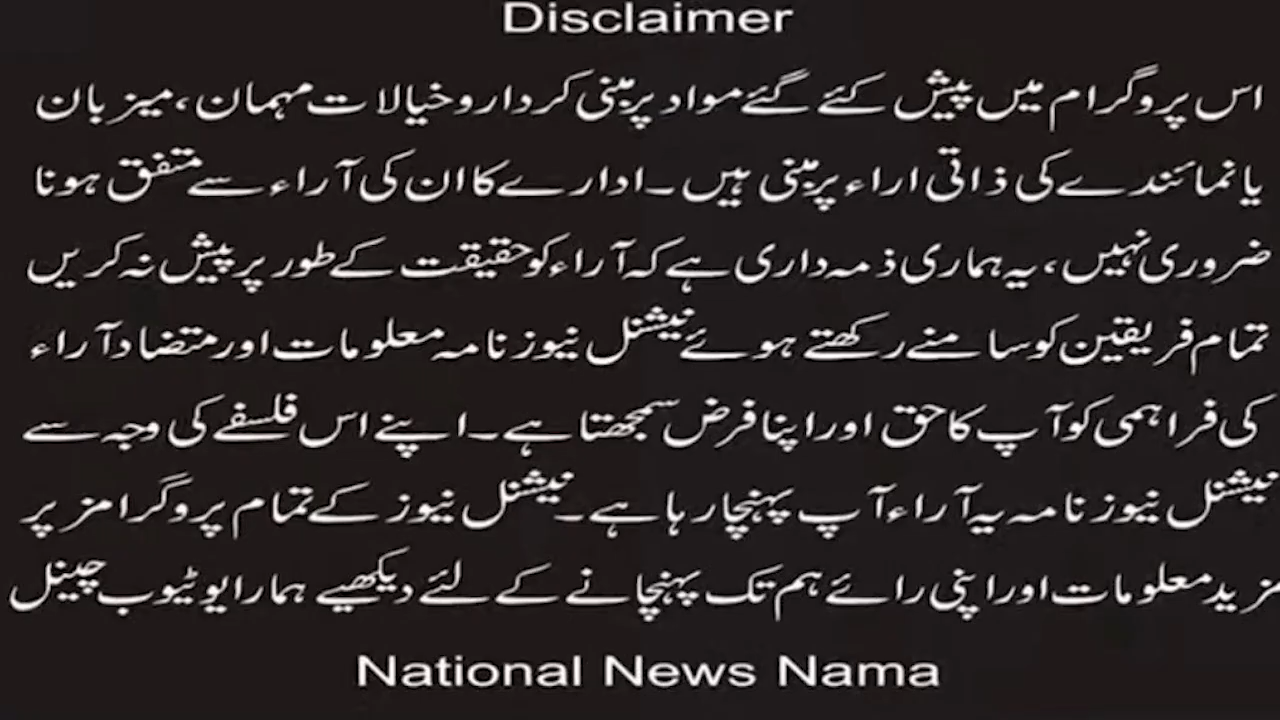 Disclaimer
اس پروگرام میں پیش کئے گئے مواد پر مبنی کردار و خیالات مہمان، میزبان
یا نمائندے کی ذاتی اراء پر مبنی ہیں۔ ادارے کا ان کی آراء سے متفق ہونا
ضروری نہیں، یہ ہماری ذمہ داری ہے کہ آراء کو حقیقت کے طور پر پیش نہ کریں
تمام فریقین کو سامنے رکھتے ہوئے نیشنل نیوز نامہ معلومات اور متضاد آراء
کی فراہمی کو آپ کا حق اور اپنا فرض سمجھتا ہے۔ اپنے اس فلسفے کی وجہ سے
نیشنل نیوز نامہ یہ آراء آپ پہنچا رہا ہے۔ نیشنل نیوز کے تمام پروگرامز پر
مزید معلومات اور اپنی رائے ہم تک پہنچانے کے لئے دیکھیے ہمارا یوٹیوب چینل
National News Nama